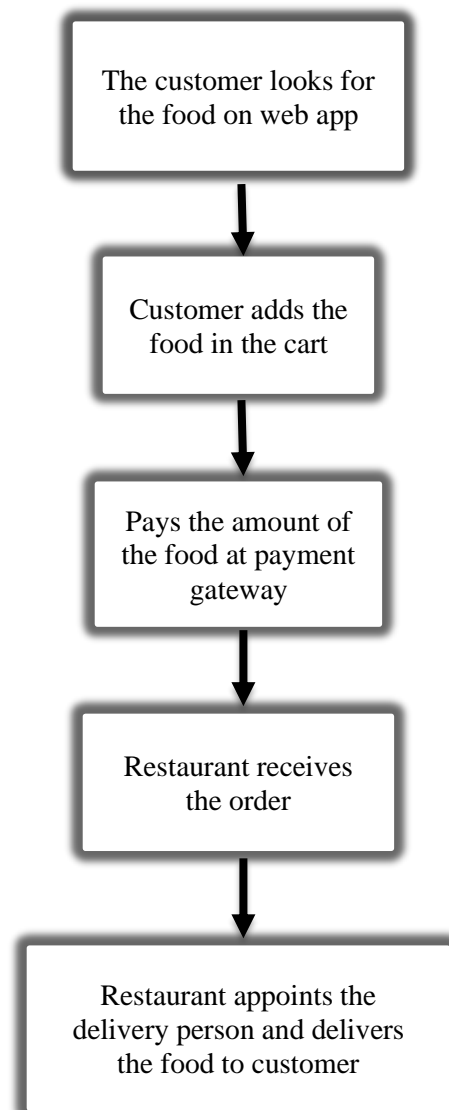 The customer looks for
the food on web app
Customer adds the
food in the cart
Pays the amount of
the food at payment
gateway
Restaurant receives
the order
Restaurant appoints the
delivery person and delivers
the food to customer